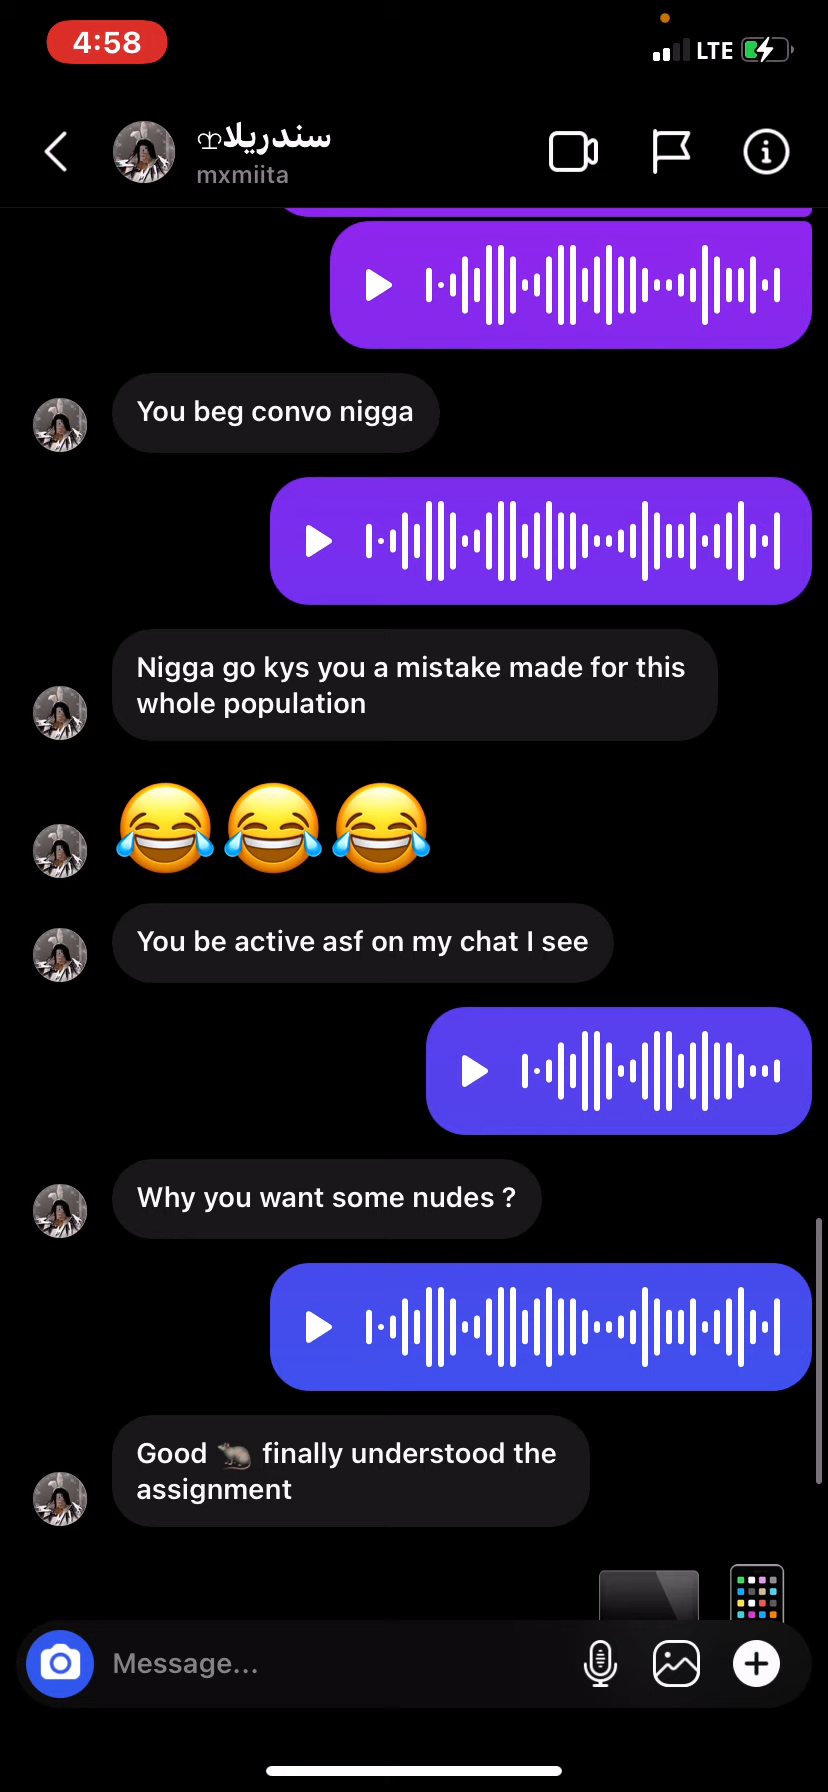 4:58
LTE
سندريلا♔
mxmiita
You beg convo nigga
Nigga go kys you a mistake made for this
whole population
😂😂😂
You be active asf on my chat I see
Why you want some nudes ?
Good 🐀 finally understood the
assignment
Message...